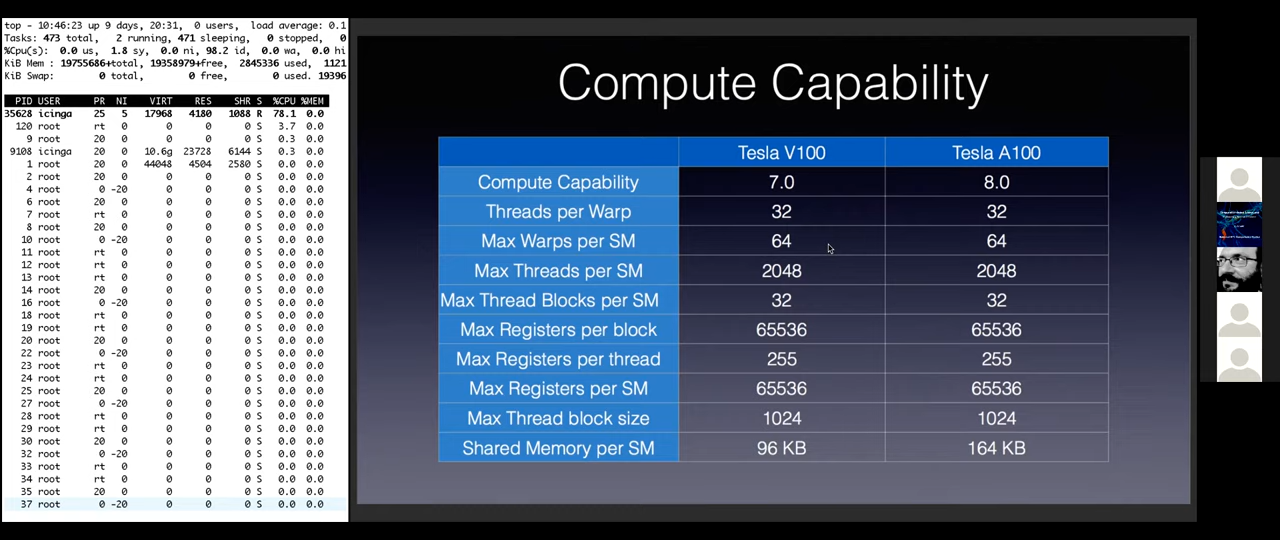 top - 10:46:23 up 9 days, 20:31, 0 users, load average: 0.1
Tasks: 473 total, 2 running, 471 sleeping, 0 stopped, 0
%Cpu(s): 0.0 us, 1.8 sy, 0.0 ni, 98.2 id, 0.0 wa, 0.0 hi
KiB Mem : 19755686+total, 19358979+free, 2845336 used, 1121
KiB Swap: 0 total, 0 free, 0 used. 19396
PID USER PR NI VIRT RES SHR S %CPU %MEM
35628 icinga 25 5 17968 4180 1088 R 78.1 0.0
120 root rt 0 0 0 0 S 3.7 0.0
9 root 20 0 0 0 0 S 0.3 0.0
9108 icinga 20 0 10.6g 23728 6144 S 0.3 0.0
1 root 20 0 44048 4504 2580 S 0.0 0.0
2 root 20 0 0 0 0 S 0.0 0.0
4 root 0 -20 0 0 0 S 0.0 0.0
6 root 20 0 0 0 0 S 0.0 0.0
7 root rt 0 0 0 0 S 0.0 0.0
8 root 20 0 0 0 0 S 0.0 0.0
10 root 0 -20 0 0 0 S 0.0 0.0
11 root rt 0 0 0 0 S 0.0 0.0
12 root rt 0 0 0 0 S 0.0 0.0
13 root rt 0 0 0 0 S 0.0 0.0
14 root 20 0 0 0 0 S 0.0 0.0
16 root 0 -20 0 0 0 S 0.0 0.0
18 root rt 0 0 0 0 S 0.0 0.0
19 root rt 0 0 0 0 S 0.0 0.0
20 root 20 0 0 0 0 S 0.0 0.0
22 root 0 -20 0 0 0 S 0.0 0.0
23 root rt 0 0 0 0 S 0.0 0.0
24 root rt 0 0 0 0 S 0.0 0.0
25 root 20 0 0 0 0 S 0.0 0.0
27 root 0 -20 0 0 0 S 0.0 0.0
28 root rt 0 0 0 0 S 0.0 0.0
29 root rt 0 0 0 0 S 0.0 0.0
30 root 20 0 0 0 0 S 0.0 0.0
32 root 0 -20 0 0 0 S 0.0 0.0
33 root rt 0 0 0 0 S 0.0 0.0
34 root rt 0 0 0 0 S 0.0 0.0
35 root 20 0 0 0 0 S 0.0 0.0
37 root 0 -20 0 0 0 S 0.0 0.0
Compute Capability
Tesla V100 Tesla A100
Compute Capability 7.0 8.0
Threads per Warp 32 32
Max Warps per SM 64 64
Max Threads per SM 2048 2048
Max Thread Blocks per SM 32 32
Max Registers per block 65536 65536
Max Registers per thread 255 255
Max Registers per SM 65536 65536
Max Thread block size 1024 1024
Shared Memory per SM 96 KB 164 KB